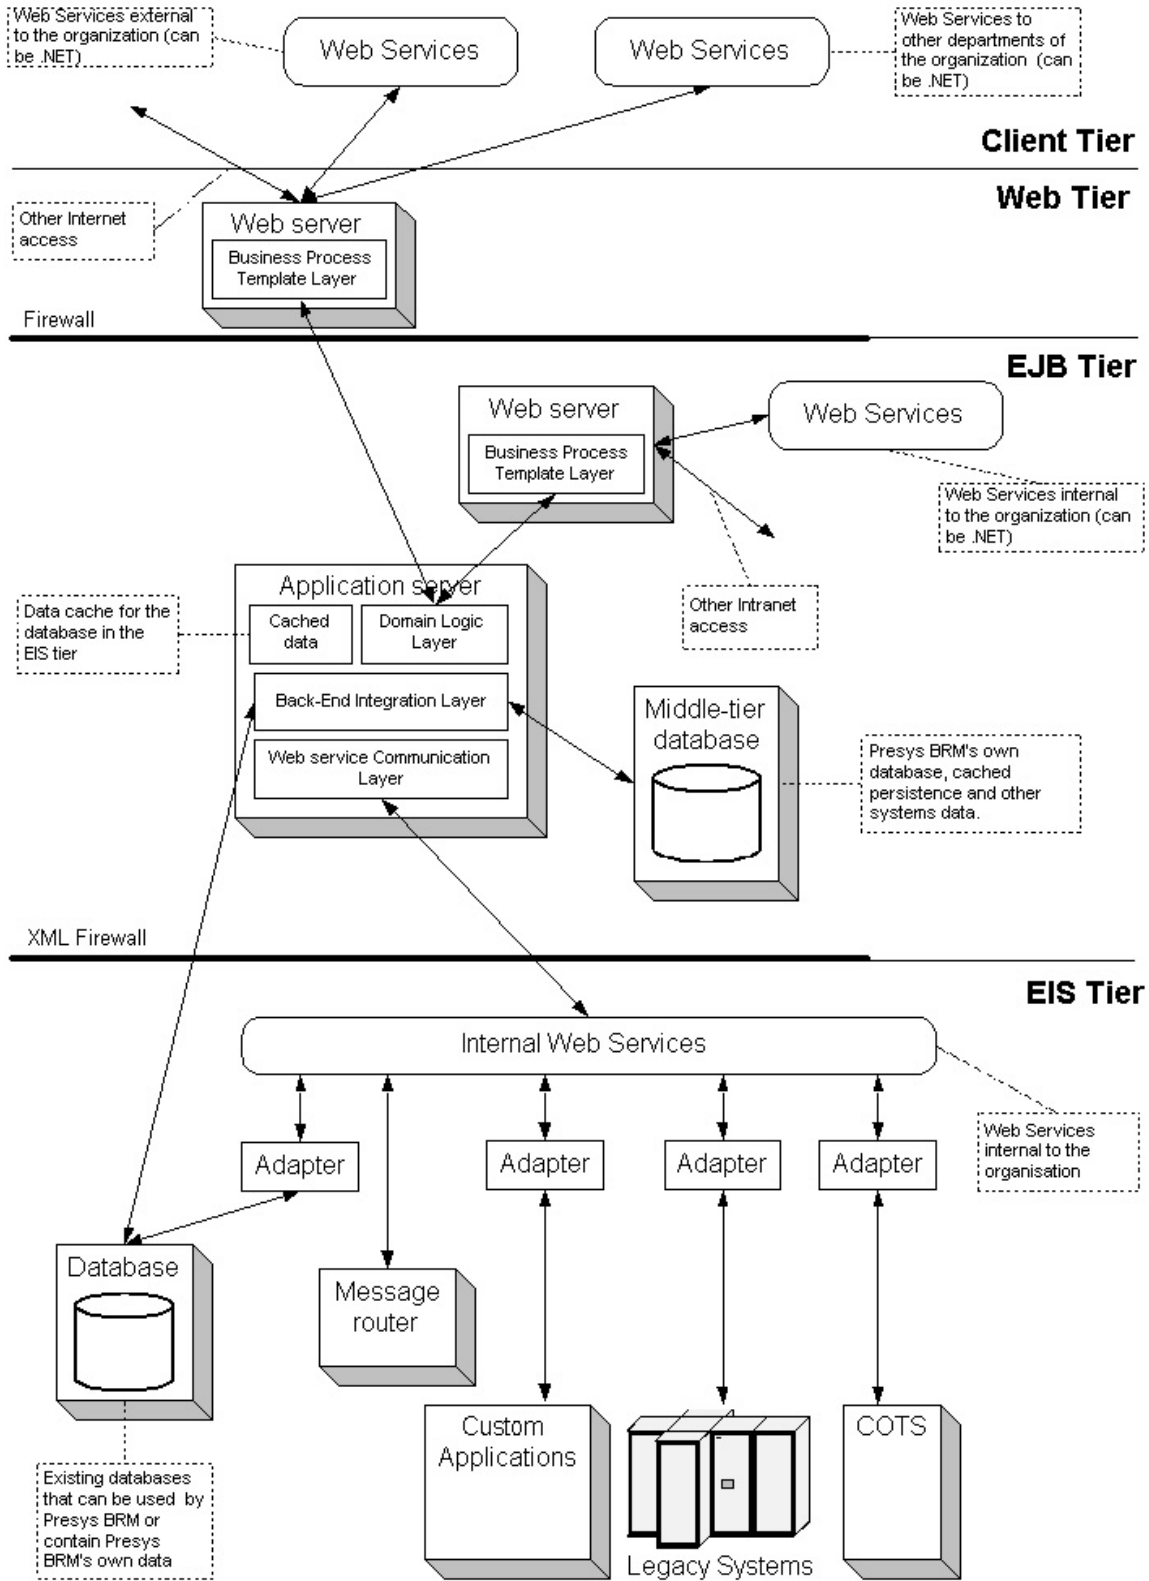 Web Services external
to the organization (can
be .NET)
Web Services
Web Services
Web Services to
other departments of
the organization (can
be .NET)
Client Tier
Web Tier
Other Internet
access
Web server
Business Process
Template Layer
Firewall
EJB Tier
Web server
Business Process
Template Layer
Web Services
Web Services internal
to the organization (can
be .NET)
Application server
Data cache for the
database in the
EIS tier
Cached
data
Domain Logic
Layer
Other Intranet
access
Back-End Integration Layer
Web service Communication
Layer
Middle-tier
database
Presys BRM's own
database, cached
persistence and other
systems data.
XML Firewall
EIS Tier
Internal Web Services
Web Services
internal to the
organisation
Adapter
Adapter
Adapter
Adapter
Database
Message
router
Custom
Applications
Legacy Systems
COTS
Existing databases
that can be used by
Presys BRM or
contain Presys
BRM's own data